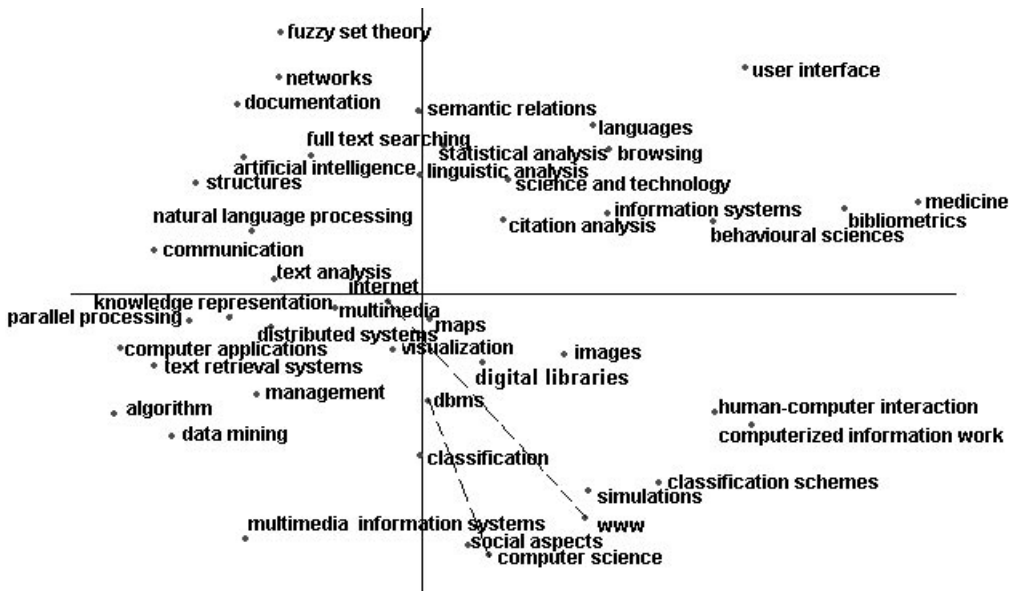 fuzzy set theory
user interface
networks
documentation
semantic relations
languages
full text searching
statistical analysis
browsing
artificial intelligence
linguistic analysis
structures
science and technology
medicine
natural language processing
information systems
citation analysis
bibliometrics
behavioural sciences
communication
text analysis
internet
knowledge representation
multimedia
parallel processing
maps
distributed systems
computer applications
visualization
images
text retrieval systems
digital libraries
management
dbms
algorithm
human-computer interaction
data mining
computerized information work
classification
classification schemes
simulations
multimedia information systems
www
social aspects
computer science